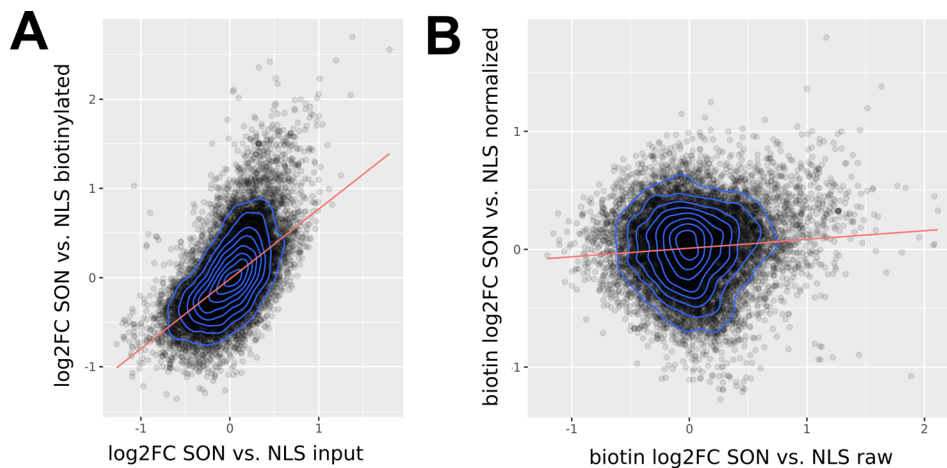 A
log2FC SON vs. NLS biotinylated
2
1
0
-1
-1
0
1
log2FC SON vs. NLS input
B
biotin log2FC SON vs. NLS normalized
1
0
-1
-1
0
1
2
biotin log2FC SON vs. NLS raw